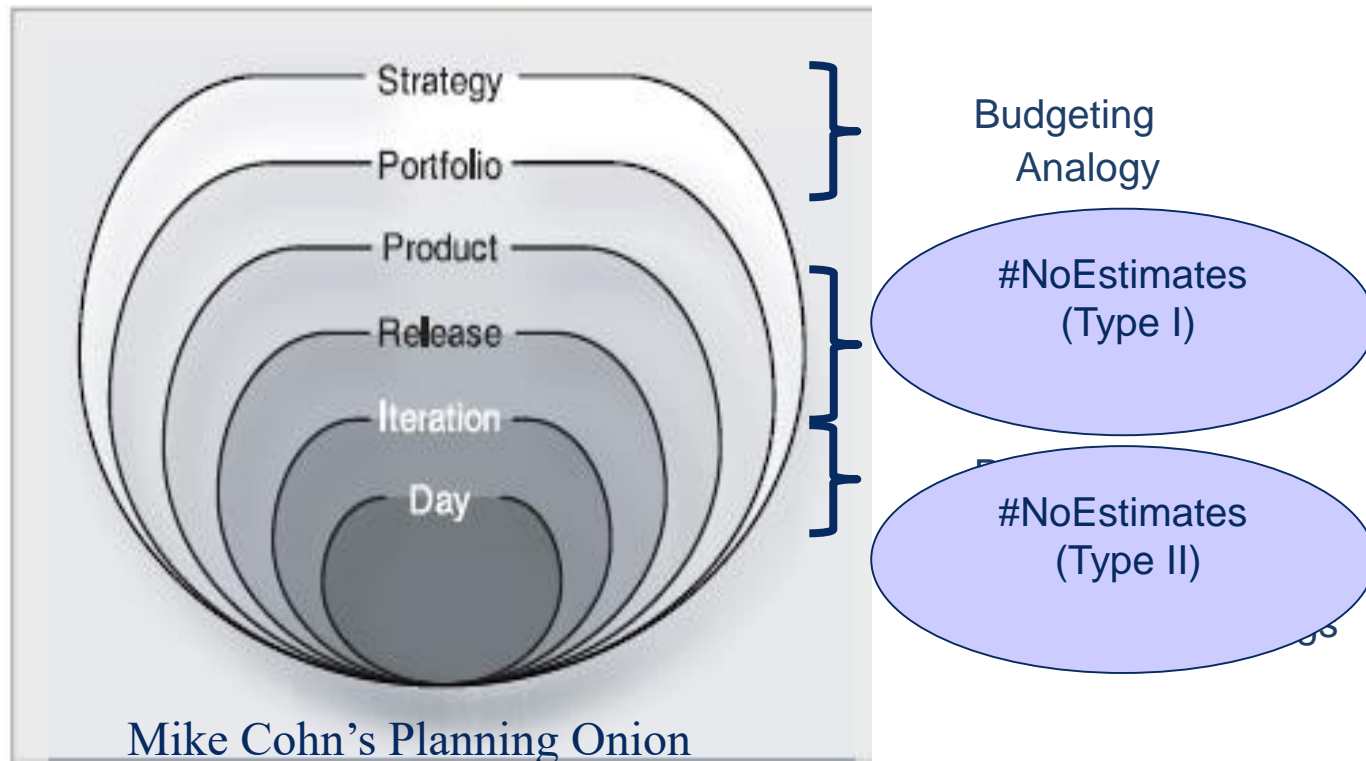 Strategy
Portfolio
Product
Release
Iteration
Day
Mike Cohn’s Planning Onion
Budgeting
Analogy
#NoEstimates
(Type I)
#NoEstimates
(Type II)